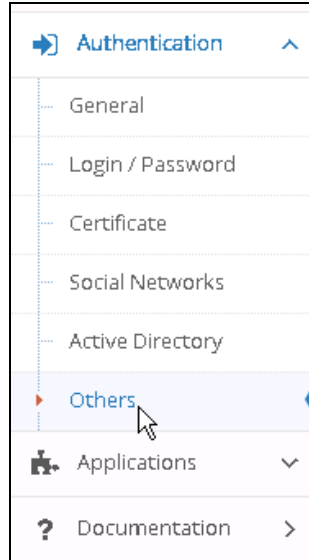 Authentication
General
Login / Password
Certificate
Social Networks
Active Directory
Others
Applications
? Documentation